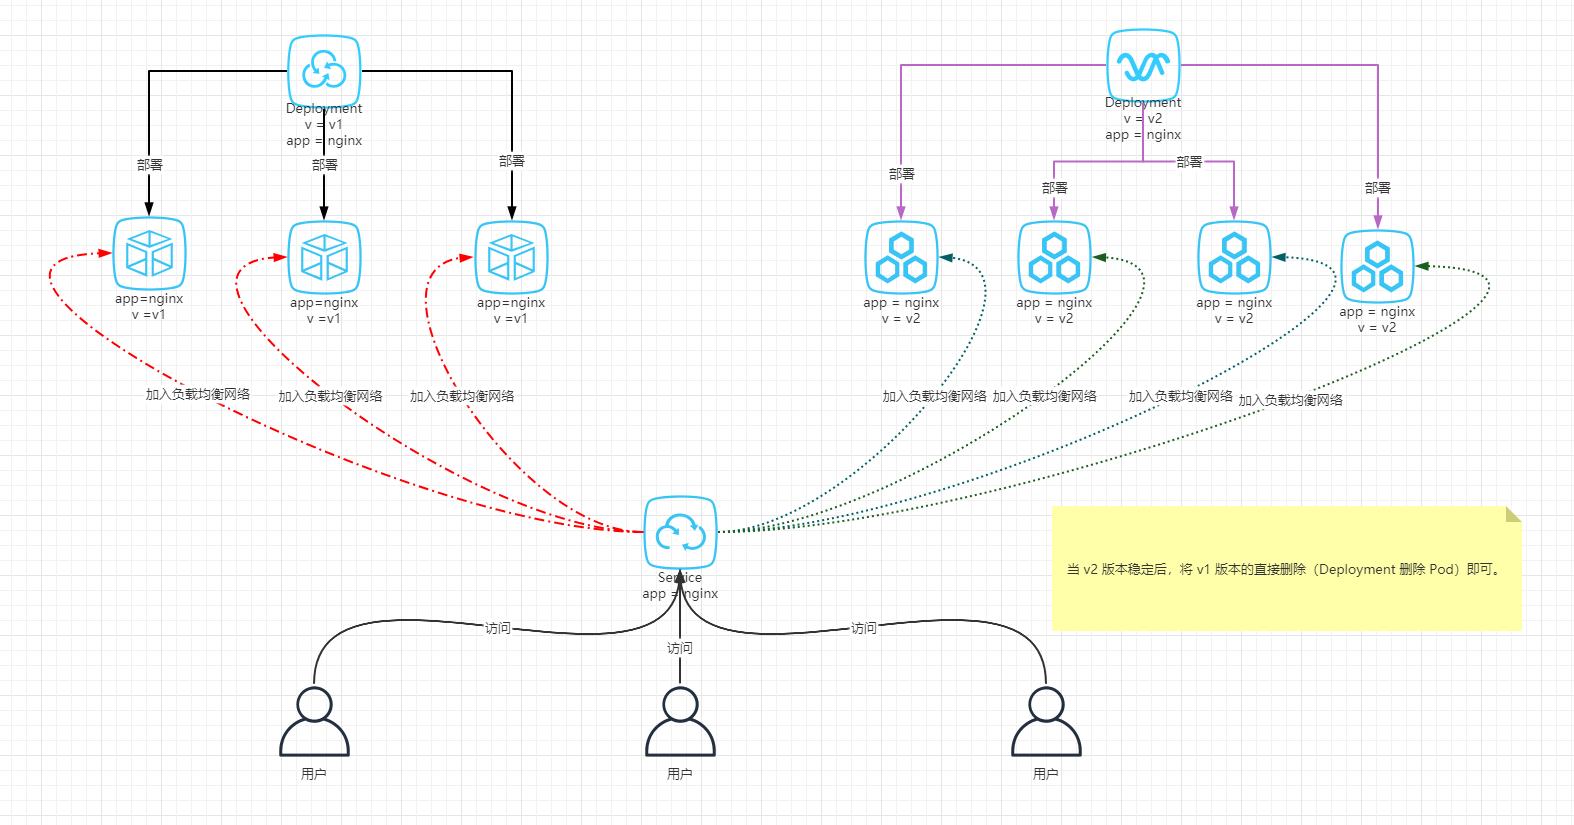 Deployment
v = v1
app = nginx
部署
部署
部署
app=nginx
v =v1
app=nginx
v =v1
app=nginx
v =v1
Deployment
v = v2
app = nginx
部署
部署
部署
部署
app = nginx
v = v2
app = nginx
v = v2
app = nginx
v = v2
app = nginx
v = v2
加入负载均衡网络
加入负载均衡网络
加入负载均衡网络
加入负载均衡网络
加入负载均衡网络
加入负载均衡网络
加入负载均衡网络
Service
app = nginx
当 v2 版本稳定后，将 v1 版本的直接删除（Deployment 删除 Pod）即可。
访问
访问
访问
用户
用户
用户